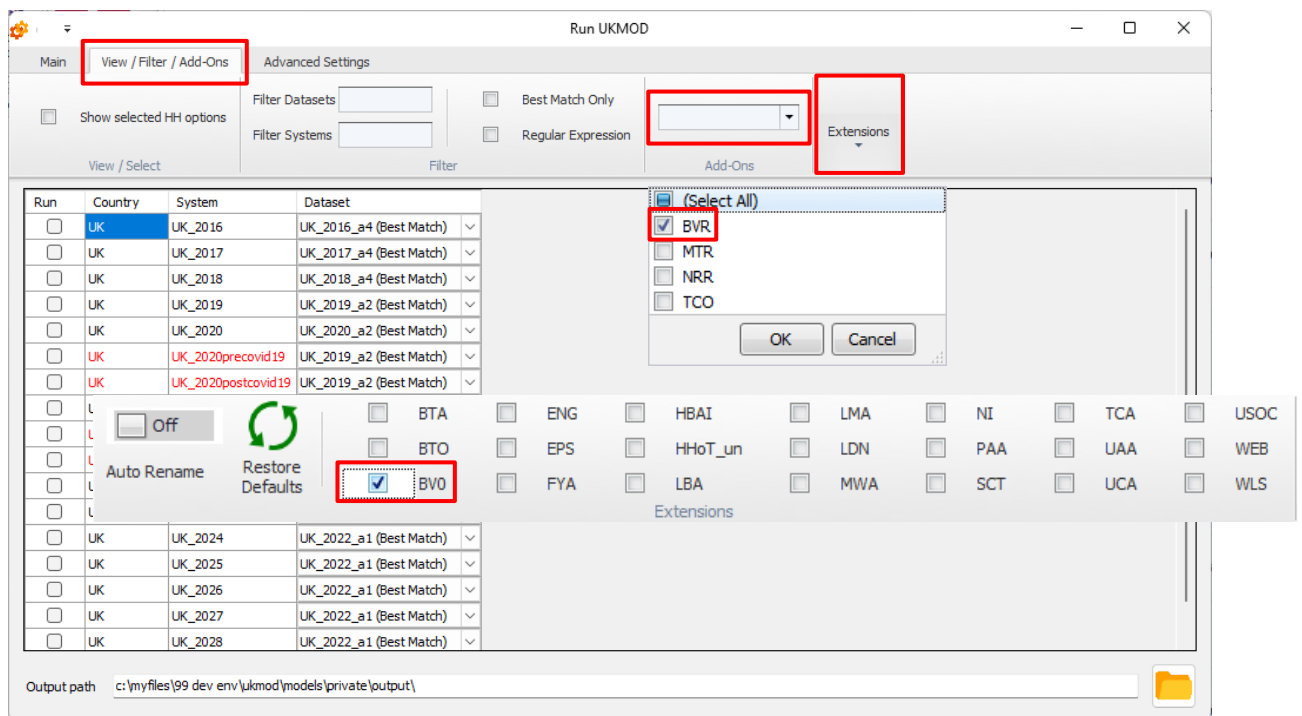 Run UKMOD
Main View / Filter / Add-Ons Advanced Settings
Show selected HH options
View / Select
Filter Datasets
Filter Systems
Best Match Only
Regular Expression
Filter
Add-Ons
Extensions
Run Country System Dataset
UK UK_2016 UK_2016_a4 (Best Match)
UK UK_2017 UK_2017_a4 (Best Match)
UK UK_2018 UK_2018_a4 (Best Match)
UK UK_2019 UK_2019_a2 (Best Match)
UK UK_2020 UK_2020_a2 (Best Match)
UK UK_2020precovid19 UK_2019_a2 (Best Match)
UK UK_2020postcovid19 UK_2019_a2 (Best Match)
(Select All)
BVR
MTR
NRR
TCO
OK Cancel
Off
Auto Rename
Restore
Defaults
BTA ENG HBAI LMA NI TCA USOC
BTO EPS HHoT_un LDN PAA UAA WEB
BV0 FYA LBA MWA SCT UCA WLS
Extensions
UK UK_2024 UK_2022_a1 (Best Match)
UK UK_2025 UK_2022_a1 (Best Match)
UK UK_2026 UK_2022_a1 (Best Match)
UK UK_2027 UK_2022_a1 (Best Match)
UK UK_2028 UK_2022_a1 (Best Match)
Output path c:\myfiles\99 dev env\ukmod\models\private\output\